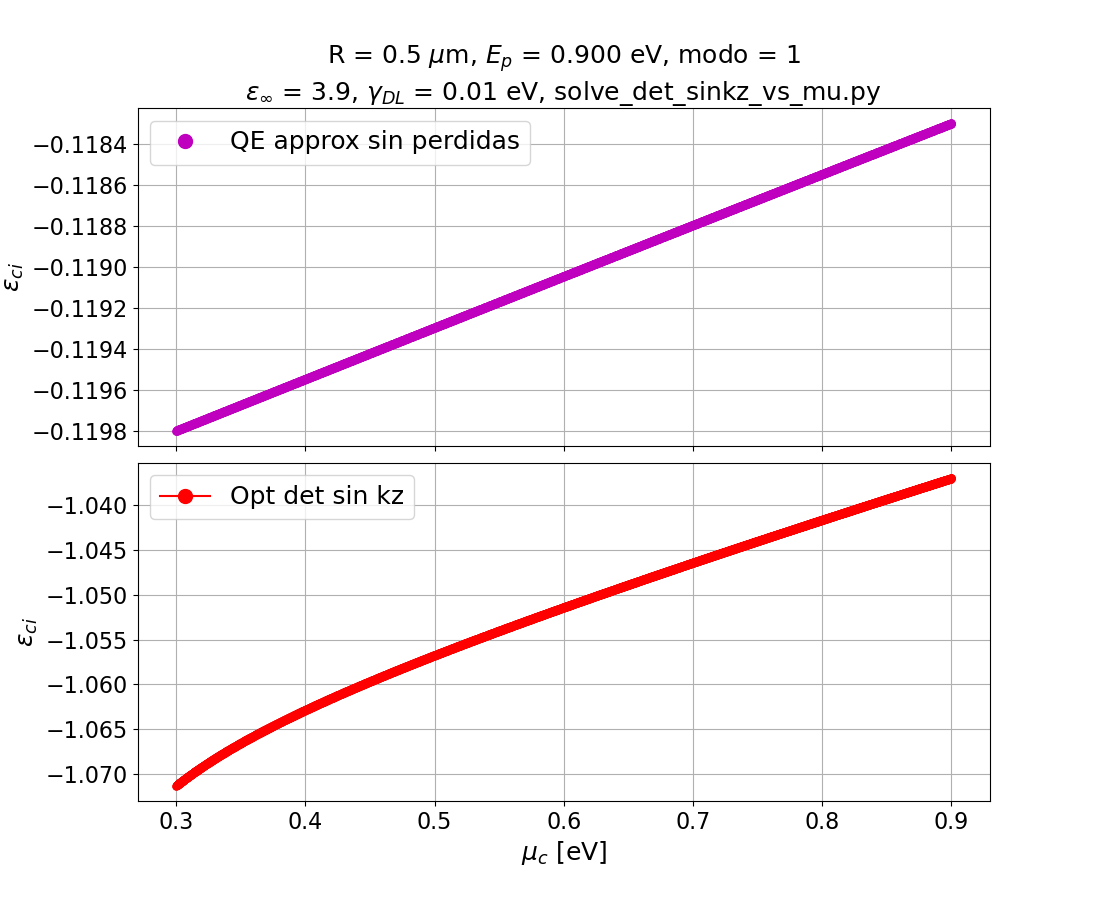 R = 0.5 μm, E_p = 0.900 eV, modo = 1
ε_∞ = 3.9, γ_DL = 0.01 eV, solve_det_sinkz_vs_mu.py
QE approx sin perdidas
−0.1184
−0.1186
−0.1188
−0.1190
−0.1192
−0.1194
−0.1196
−0.1198
ε_ci
Opt det sin kz
−1.040
−1.045
−1.050
−1.055
−1.060
−1.065
−1.070
ε_ci
0.3 0.4 0.5 0.6 0.7 0.8 0.9
μ_c [eV]